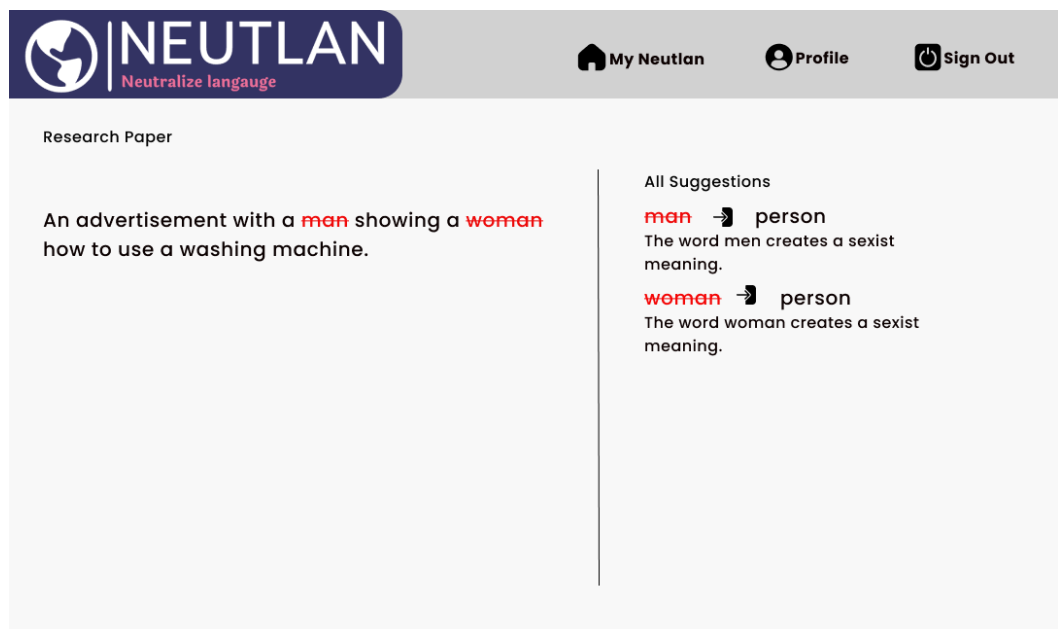 NEUTLAN
Neutralize langauge
My Neutlan
Profile
Sign Out
Research Paper
An advertisement with a man showing a woman
how to use a washing machine.
All Suggestions
man person
The word men creates a sexist
meaning.
woman person
The word woman creates a sexist
meaning.